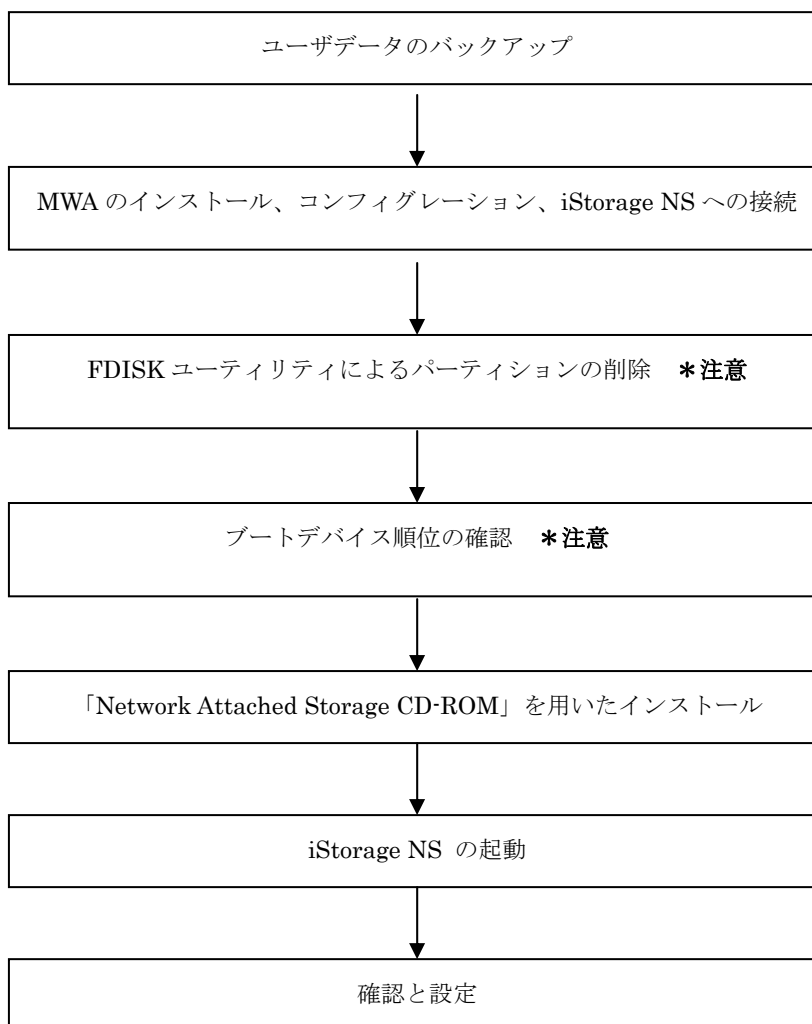 ユーザデータのバックアップ
MWA のインストール、コンフィグレーション、iStorage NS への接続
FDISK ユーティリティによるパーティションの削除　＊注意
ブートデバイス順位の確認　＊注意
「Network Attached Storage CD-ROM」を用いたインストール
iStorage NS の起動
確認と設定